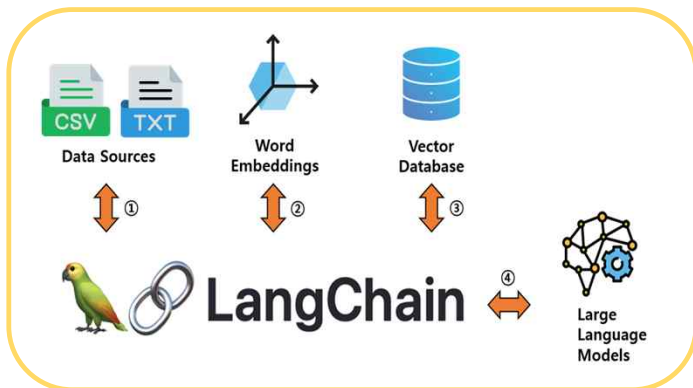 CSV TXT
Data Sources
Word
Embeddings
Vector
Database
① ② ③
④
LangChain
Large
Language
Models